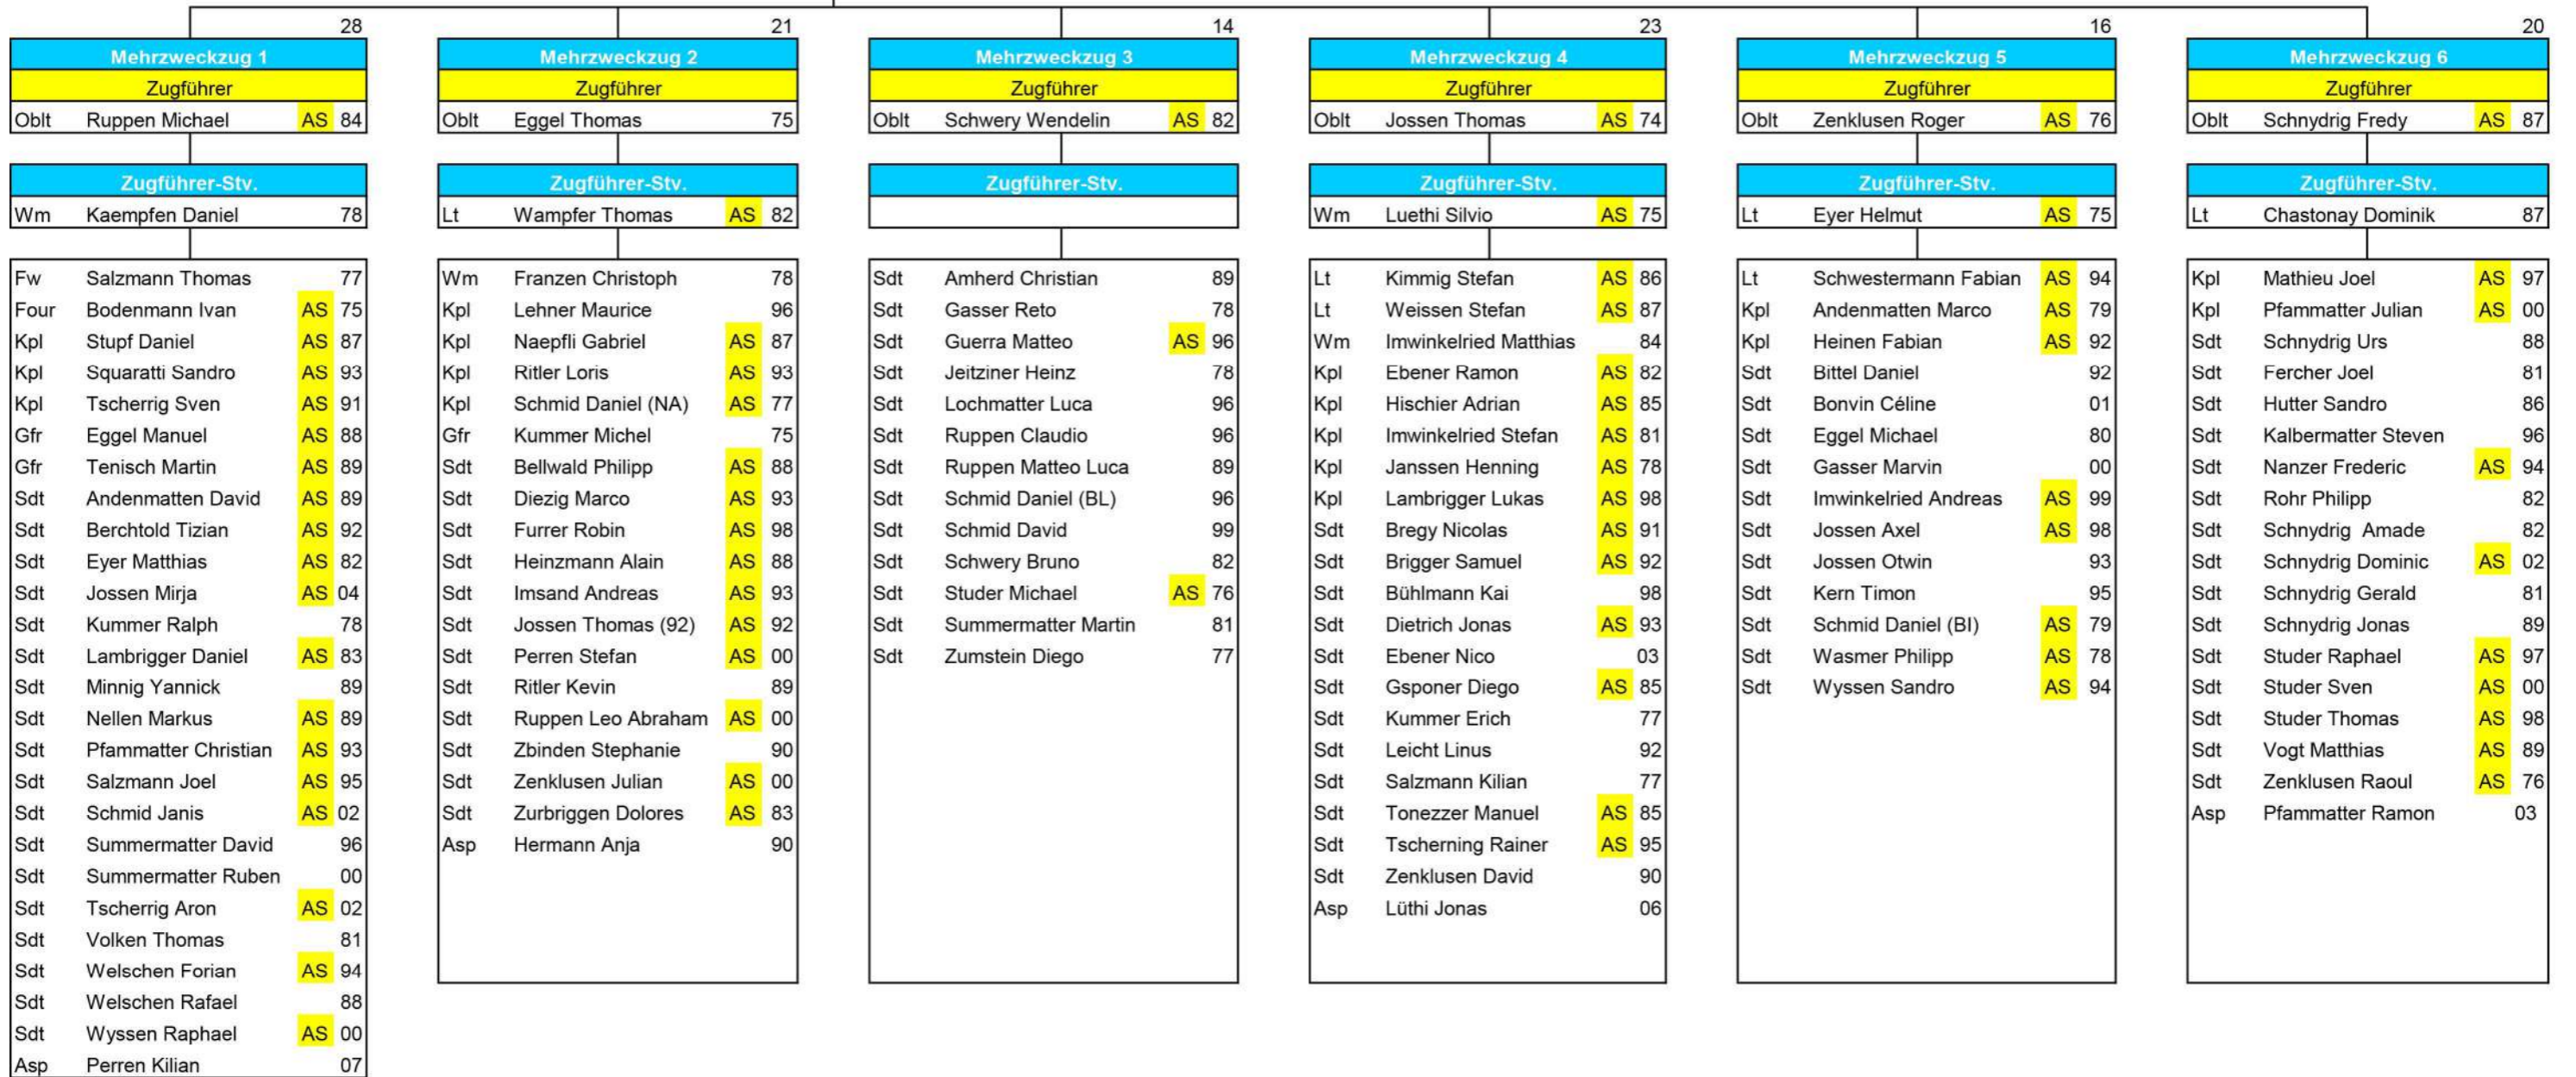 28
Mehrzweckzug 1
Zugführer
Oblt Ruppen Michael AS 84
Zugführer-Stv.
Wm Kaempfen Daniel 78
Fw Salzmann Thomas 77
Four Bodenmann Ivan AS 75
Kpl Stupf Daniel AS 87
Kpl Squaratti Sandro AS 93
Kpl Tscherrig Sven AS 91
Gfr Eggel Manuel AS 88
Gfr Tenisch Martin AS 89
Sdt Andenmatten David AS 89
Sdt Berchtold Tizian AS 92
Sdt Eyer Matthias AS 82
Sdt Jossen Mirja AS 04
Sdt Kummer Ralph 78
Sdt Lambrigger Daniel AS 83
Sdt Minnig Yannick 89
Sdt Nellen Markus AS 89
Sdt Pfammatter Christian AS 93
Sdt Salzmann Joel AS 95
Sdt Schmid Janis AS 02
Sdt Summermatter David 96
Sdt Summermatter Ruben 00
Sdt Tscherrig Aron AS 02
Sdt Volken Thomas 81
Sdt Welschen Forian AS 94
Sdt Welschen Rafael 88
Sdt Wyssen Raphael AS 00
Asp Perren Kilian 07
21
Mehrzweckzug 2
Zugführer
Oblt Eggel Thomas 75
Zugführer-Stv.
Lt Wampfer Thomas AS 82
Wm Franzen Christoph 78
Kpl Lehner Maurice 96
Kpl Naepfli Gabriel AS 87
Kpl Ritler Loris AS 93
Kpl Schmid Daniel (NA) AS 77
Gfr Kummer Michel 75
Sdt Bellwald Philipp AS 88
Sdt Diezig Marco AS 93
Sdt Furrer Robin AS 98
Sdt Heinzmann Alain AS 88
Sdt Imsand Andreas AS 93
Sdt Jossen Thomas (92) AS 92
Sdt Perren Stefan AS 00
Sdt Ritler Kevin 89
Sdt Ruppen Leo Abraham AS 00
Sdt Zbinden Stephanie 90
Sdt Zenklusen Julian AS 00
Sdt Zurbriggen Dolores AS 83
Asp Hermann Anja 90
14
Mehrzweckzug 3
Zugführer
Oblt Schwery Wendelin AS 82
Zugführer-Stv.
Sdt Amherd Christian 89
Sdt Gasser Reto 78
Sdt Guerra Matteo AS 96
Sdt Jeitziner Heinz 78
Sdt Lochmatter Luca 96
Sdt Ruppen Claudio 96
Sdt Ruppen Matteo Luca 89
Sdt Schmid Daniel (BL) 96
Sdt Schmid David 99
Sdt Schwery Bruno 82
Sdt Studer Michael AS 76
Sdt Summermatter Martin 81
Sdt Zumstein Diego 77
23
Mehrzweckzug 4
Zugführer
Oblt Jossen Thomas AS 74
Zugführer-Stv.
Wm Luethi Silvio AS 75
Lt Kimmig Stefan AS 86
Lt Weissen Stefan AS 87
Wm Imwinkelried Matthias 84
Kpl Ebener Ramon AS 82
Kpl Hischier Adrian AS 85
Kpl Imwinkelried Stefan AS 81
Kpl Janssen Henning AS 78
Kpl Lambrigger Lukas AS 98
Sdt Bregy Nicolas AS 91
Sdt Brigger Samuel AS 92
Sdt Bühlmann Kai 98
Sdt Dietrich Jonas AS 93
Sdt Ebener Nico 03
Sdt Gsponer Diego AS 85
Sdt Kummer Erich 77
Sdt Leicht Linus 92
Sdt Salzmann Kilian 77
Sdt Tonezzer Manuel AS 85
Sdt Tscherning Rainer AS 95
Sdt Zenklusen David 90
Asp Lüthi Jonas 06
16
Mehrzweckzug 5
Zugführer
Oblt Zenklusen Roger AS 76
Zugführer-Stv.
Lt Eyer Helmut AS 75
Lt Schwestermann Fabian AS 94
Kpl Andenmatten Marco AS 79
Kpl Heinen Fabian AS 92
Sdt Bittel Daniel 92
Sdt Bonvin Céline 01
Sdt Eggel Michael 80
Sdt Gasser Marvin 00
Sdt Imwinkelried Andreas AS 99
Sdt Jossen Axel AS 98
Sdt Jossen Otwin 93
Sdt Kern Timon 95
Sdt Schmid Daniel (BI) AS 79
Sdt Wasmer Philipp AS 78
Sdt Wyssen Sandro AS 94
20
Mehrzweckzug 6
Zugführer
Oblt Schnydrig Fredy AS 87
Zugführer-Stv.
Lt Chastonay Dominik 87
Kpl Mathieu Joel AS 97
Kpl Pfammatter Julian AS 00
Sdt Schnydrig Urs 88
Sdt Fercher Joel 81
Sdt Hutter Sandro 86
Sdt Kalbermatter Steven 96
Sdt Nanzer Frederic AS 94
Sdt Rohr Philipp 82
Sdt Schnydrig Amade 82
Sdt Schnydrig Dominic AS 02
Sdt Schnydrig Gerald 81
Sdt Schnydrig Jonas 89
Sdt Studer Raphael AS 97
Sdt Studer Sven AS 00
Sdt Studer Thomas AS 98
Sdt Vogt Matthias AS 89
Sdt Zenklusen Raoul AS 76
Asp Pfammatter Ramon 03